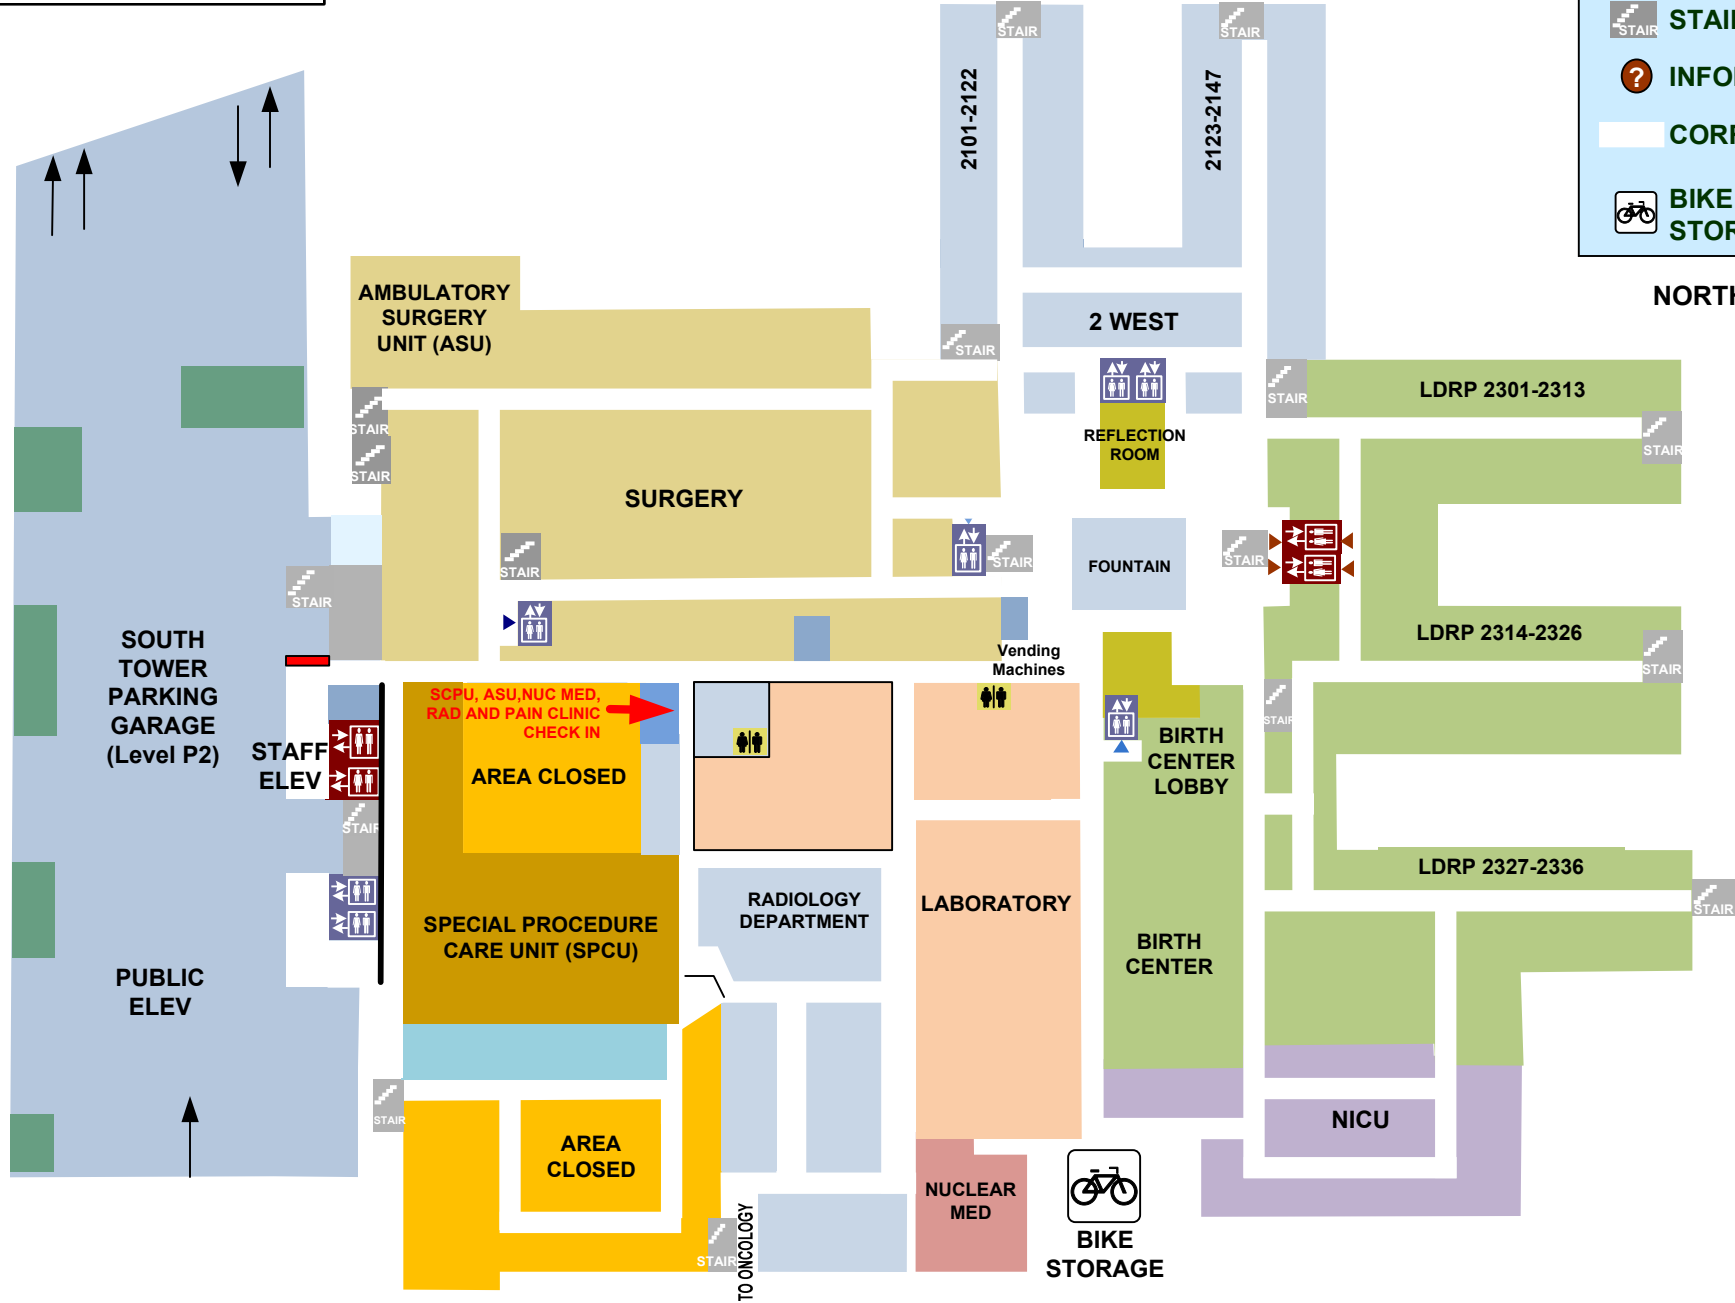 STAIR
STAIR
STAIR
INFO
?
CORR
BIKE
STOR
NORTH
2101-2122
2123-2147
AMBULATORY
SURGERY
UNIT (ASU)
2 WEST
STAIR
STAIR
LDRP 2301-2313
STAIR
STAIR
STAIR
STAIR
REFLECTION
ROOM
SURGERY
STAIR
STAIR
STAIR
FOUNTAIN
STAIR
SOUTH
TOWER
PARKING
GARAGE
(Level P2)
LDRP 2314-2326
STAIR
Vending
Machines
SCPU, ASU,NUC MED,
RAD AND PAIN CLINIC
CHECK IN
STAIR
STAFF
ELEV
AREA CLOSED
BIRTH
CENTER
LOBBY
STAIR
LDRP 2327-2336
STAIR
RADIOLOGY
DEPARTMENT
LABORATORY
SPECIAL PROCEDURE
CARE UNIT (SPCU)
BIRTH
CENTER
PUBLIC
ELEV
STAIR
NICU
AREA
CLOSED
NUCLEAR
MED
STAIR
TO ONCOLOGY
BIKE
STORAGE